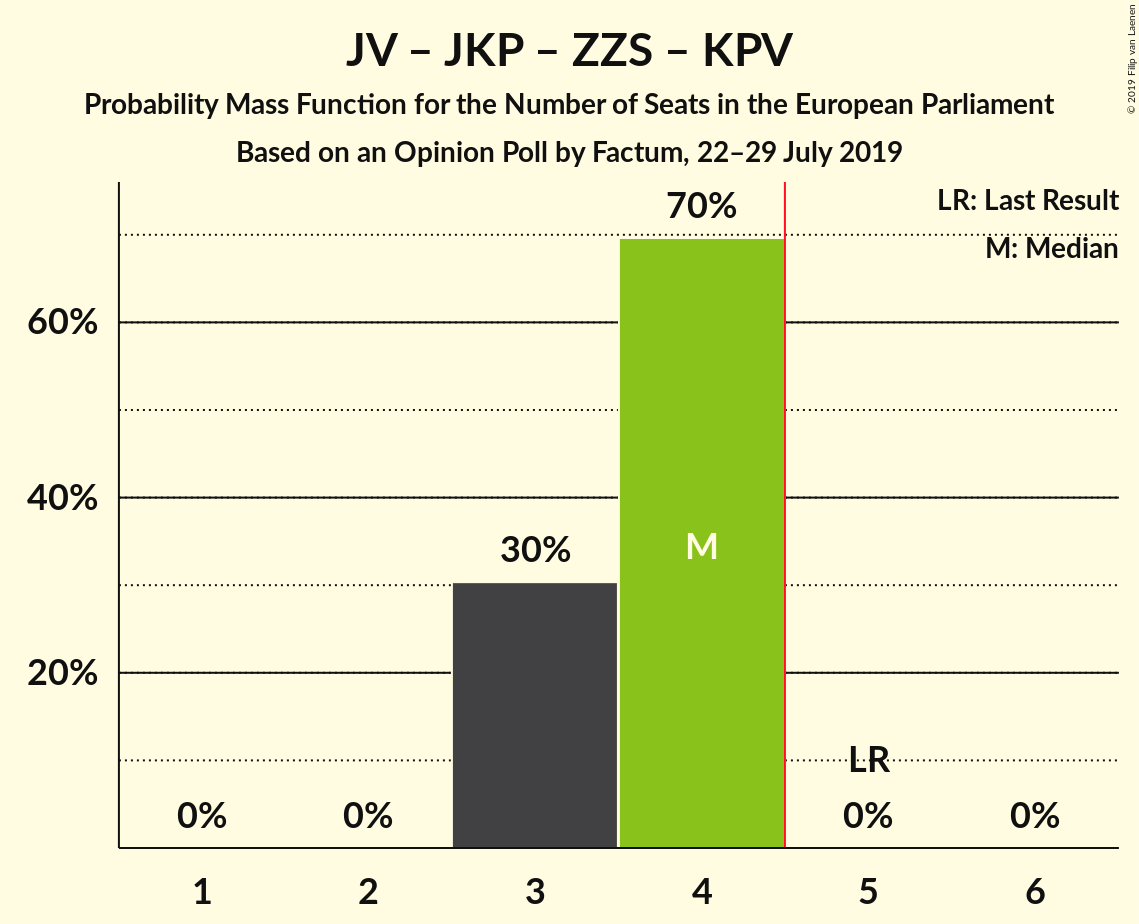 JV – JKP – ZZS – KPV
Probability Mass Function for the Number of Seats in the European Parliament
Based on an Opinion Poll by Factum, 22–29 July 2019
© 2019 Filip van Laenen
LR: Last Result
M: Median
70%
60%
M
40%
30%
20%
LR
0%
0%
0%
0%
1
2
3
4
5
6